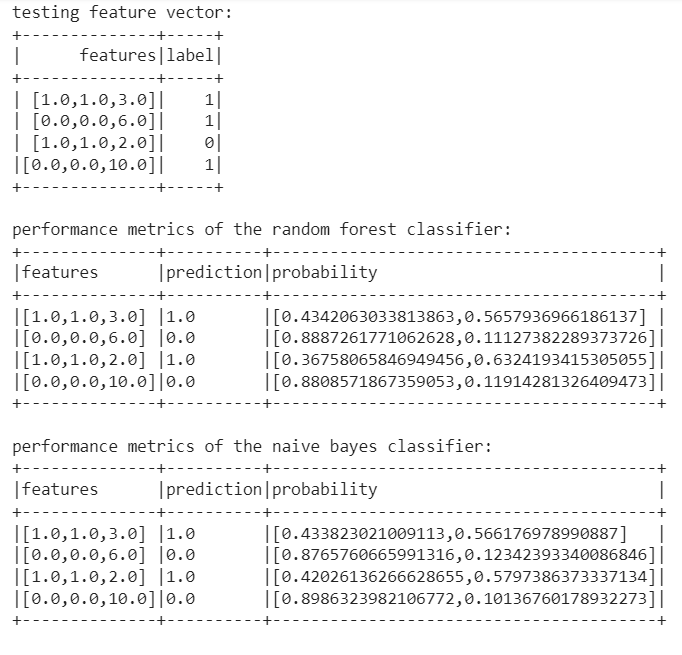 testing feature vector:
+--------------+-----+
|      features|label|
+--------------+-----+
| [1.0,1.0,3.0]|    1|
| [0.0,0.0,6.0]|    1|
| [1.0,1.0,2.0]|    0|
|[0.0,0.0,10.0]|    1|
+--------------+-----+
performance metrics of the random forest classifier:
+--------------+----------+-----------------------------------------+
|features      |prediction|probability                              |
+--------------+----------+-----------------------------------------+
|[1.0,1.0,3.0] |1.0       |[0.4342063033813863,0.5657936966186137]  |
|[0.0,0.0,6.0] |0.0       |[0.8887261771062628,0.11127382289373726]|
|[1.0,1.0,2.0] |1.0       |[0.36758065846949456,0.6324193415305055]|
|[0.0,0.0,10.0]|0.0       |[0.8808571867359053,0.11914281326409473]|
+--------------+----------+-----------------------------------------+
performance metrics of the naive bayes classifier:
+--------------+----------+-----------------------------------------+
|features      |prediction|probability                              |
+--------------+----------+-----------------------------------------+
|[1.0,1.0,3.0] |1.0       |[0.433823021009113,0.566176978990887]    |
|[0.0,0.0,6.0] |0.0       |[0.8765760665991316,0.12342393340086846]|
|[1.0,1.0,2.0] |1.0       |[0.42026136266628655,0.5797386373337134]|
|[0.0,0.0,10.0]|0.0       |[0.8986323982106772,0.10136760178932273]|
+--------------+----------+-----------------------------------------+